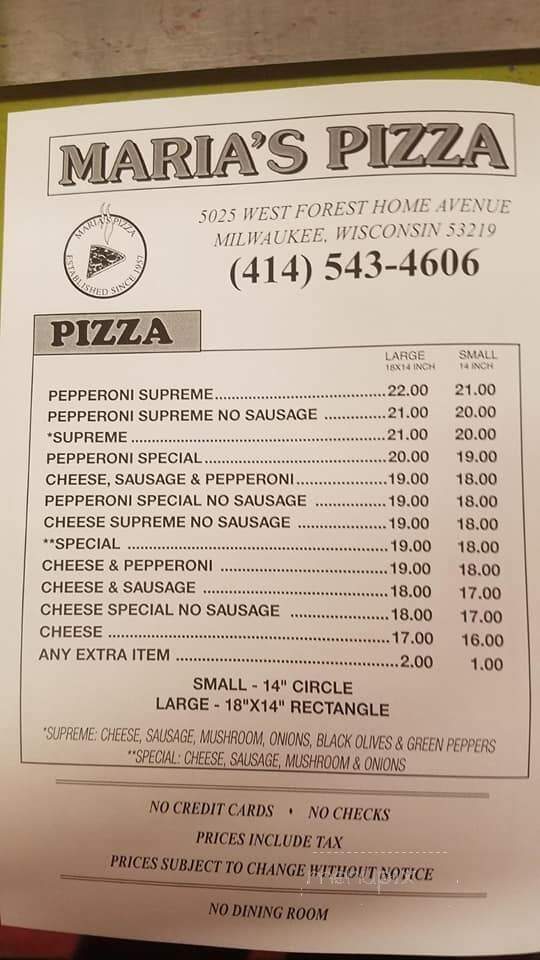 MARIA'S PIZZA
MARIA'S PIZZA
ESTABLISHED SINCE 1957
5025 WEST FOREST HOME AVENUE
MILWAUKEE, WISCONSIN 53219
(414) 543-4606
PIZZA
LARGE SMALL
18X14 INCH 14 INCH
PEPPERONI SUPREME 22.00 21.00
PEPPERONI SUPREME NO SAUSAGE 21.00 20.00
*SUPREME 21.00 20.00
PEPPERONI SPECIAL 20.00 19.00
CHEESE, SAUSAGE & PEPPERONI 19.00 18.00
PEPPERONI SPECIAL NO SAUSAGE 19.00 18.00
CHEESE SUPREME NO SAUSAGE 19.00 18.00
**SPECIAL 19.00 18.00
CHEESE & PEPPERONI 19.00 18.00
CHEESE & SAUSAGE 18.00 17.00
CHEESE SPECIAL NO SAUSAGE 18.00 17.00
CHEESE 17.00 16.00
ANY EXTRA ITEM 2.00 1.00
SMALL - 14" CIRCLE
LARGE - 18"X14" RECTANGLE
*SUPREME: CHEESE, SAUSAGE, MUSHROOM, ONIONS, BLACK OLIVES & GREEN PEPPERS
**SPECIAL: CHEESE, SAUSAGE, MUSHROOM & ONIONS
NO CREDIT CARDS • NO CHECKS
PRICES INCLUDE TAX
PRICES SUBJECT TO CHANGE WITHOUT NOTICE
menupix
NO DINING ROOM